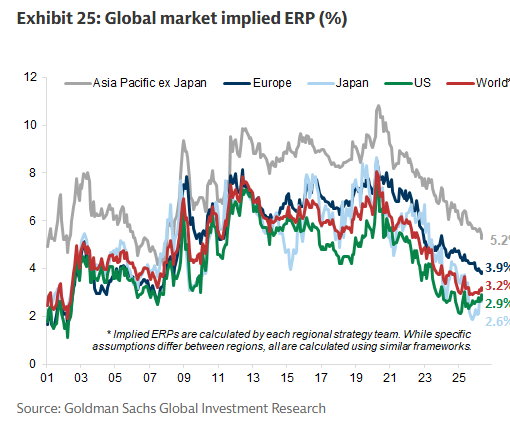 Exhibit 25: Global market implied ERP (%)
12
Asia Pacific ex Japan Europe Japan US World*
10
8
6
5.2%
4
3.9%
3.2%
2.9%
2
2.6%
* Implied ERPs are calculated by each regional strategy team. While specific
assumptions differ between regions, all are calculated using similar frameworks.
0
01 03 05 07 09 11 13 15 17 19 21 23 25
Source: Goldman Sachs Global Investment Research